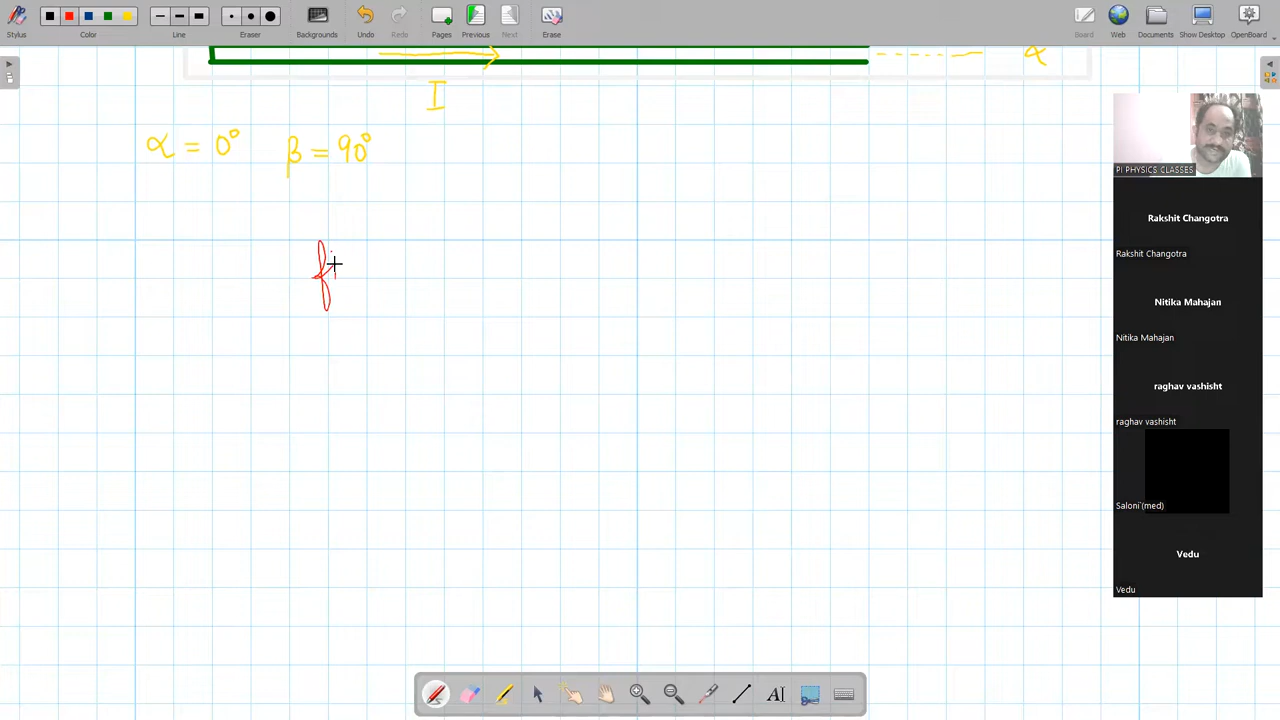 Stylus
Color
Line
Eraser
Backgrounds
Undo
Redo
Pages
Previous
Next
Erase
Board
Web
Documents
Show Desktop
OpenBoard
α
I
α = 0° β = 90°
f
PI PHYSICS CLASSES
Rakshit Changotra
Rakshit Changotra
Nitika Mahajan
Nitika Mahajan
raghav vashisht
raghav vashisht
Saloni'(med)
Vedu
Vedu